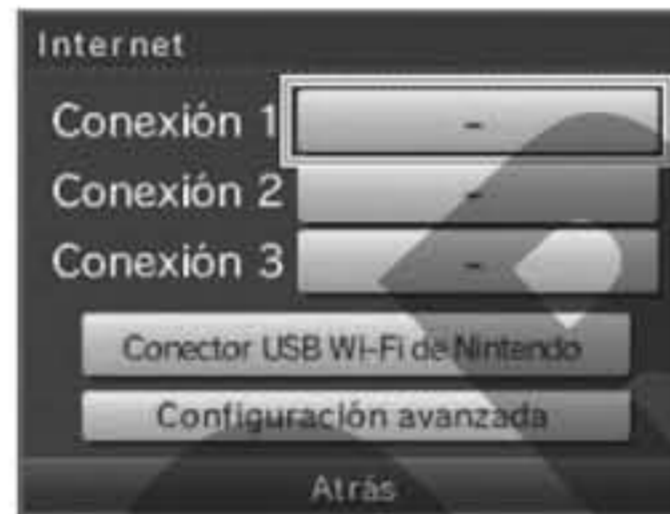 Internet
Conexión 1 -
Conexión 2 -
Conexión 3 -
Conector USB Wi-Fi de Nintendo
Configuración avanzada
Atrás